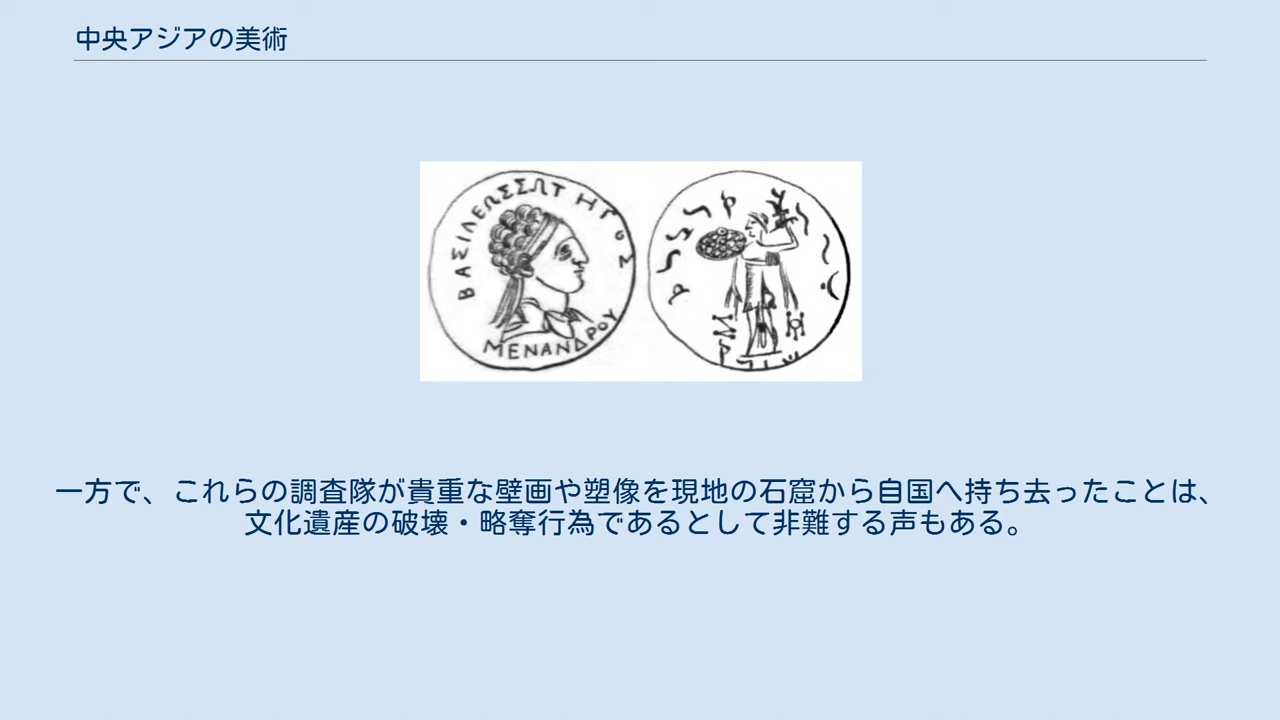 中央アジアの美術
ΒΑΣΙΛΕΩΣΣΩΤΗΓΟΣ
ΜΕΝΑΝΔΡΟΥ
一方で、これらの調査隊が貴重な壁画や塑像を現地の石窟から自国へ持ち去ったことは、
文化遺産の破壊・略奪行為であるとして非難する声もある。